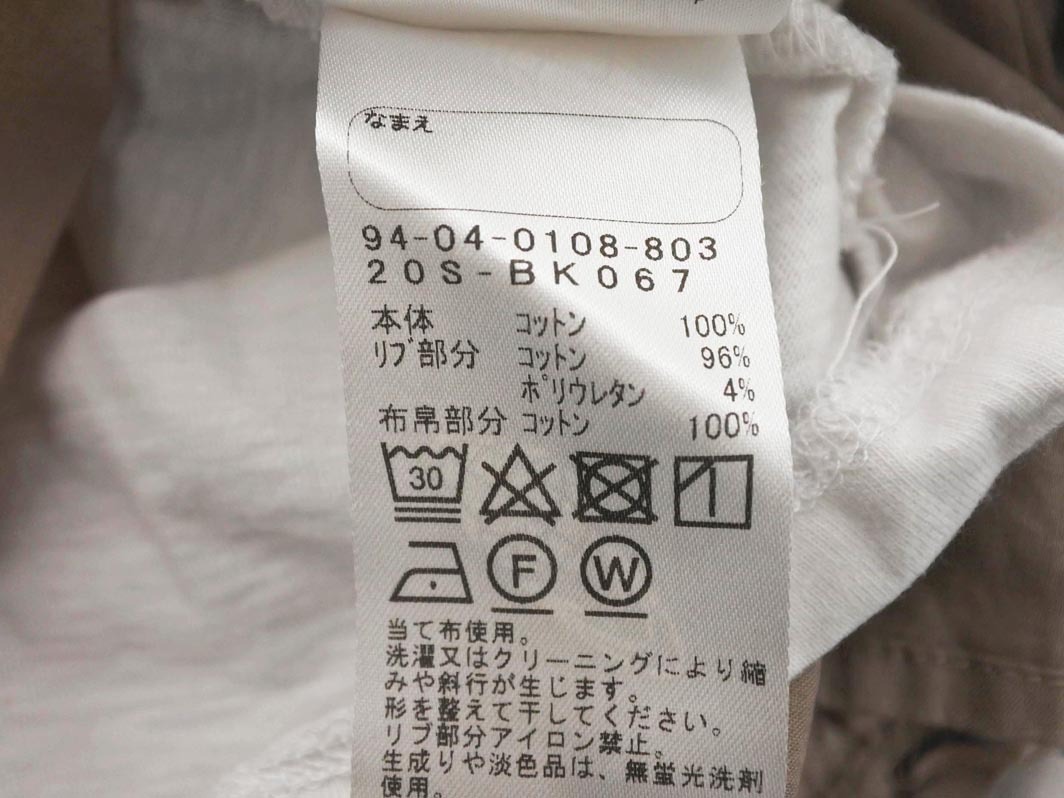 なまえ
94-04-0108-803
20S-BK067
本体 コットン 100%
リブ部分 コットン 96%
ポリウレタン 4%
布帛部分 コットン 100%
30
F W
当て布使用。
洗濯又はクリーニングにより縮
みや斜行が生じます。
形を整えて干してください。
リブ部分アイロン禁止。
生成りや淡色品は、無蛍光洗剤
使用。